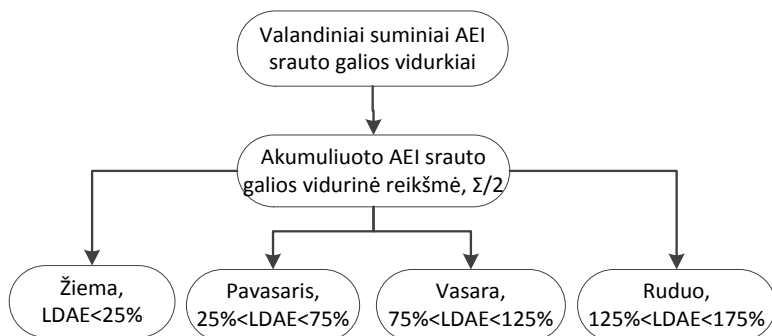 Valandiniai suminiai AEI
srauto galios vidurkiai
Akumuliuoto AEI srauto
galios vidurinė reikšmė, Σ/2
Žiema,
LDAE<25%
Pavasaris,
25%<LDAE<75%
Vasara,
75%<LDAE<125%
Ruduo,
125%<LDAE<175%